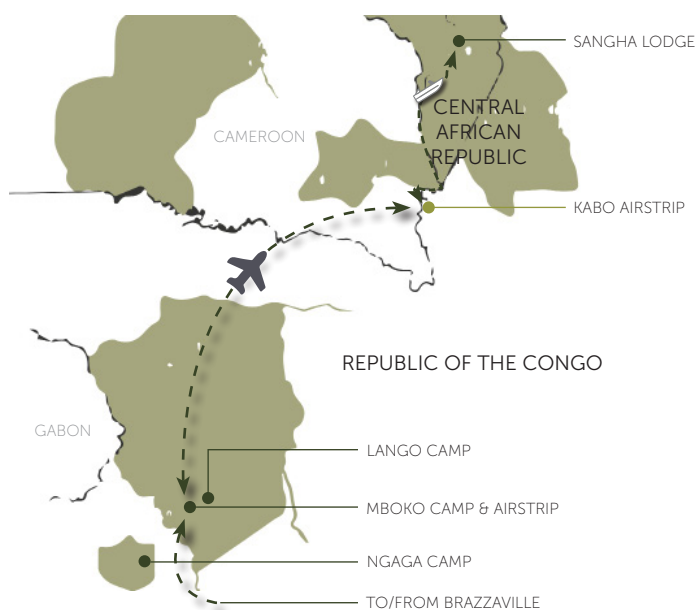 SANGHA LODGE
CENTRAL
AFRICAN
REPUBLIC
CAMEROON
KABO AIRSTRIP
REPUBLIC OF THE CONGO
GABON
LANGO CAMP
MBOKO CAMP & AIRSTRIP
NGAGA CAMP
TO/FROM BRAZZAVILLE